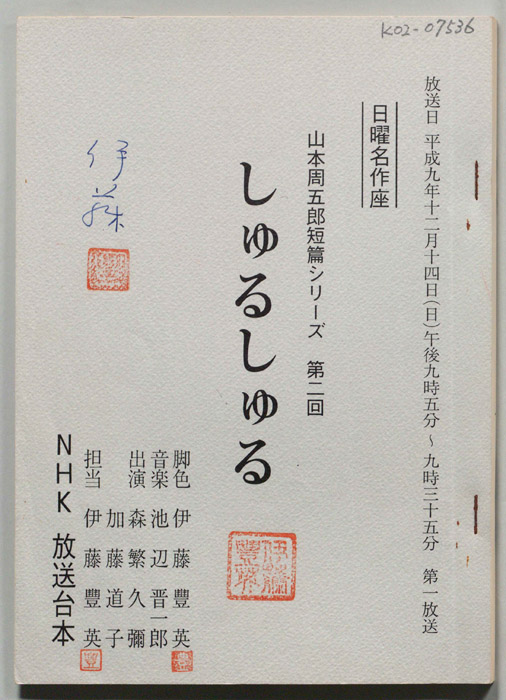 K02-07536
放送日 平成九年十二月十四日(日)午後九時五分～九時三十五分 第一放送
日曜名作座
山本周五郎短篇シリーズ 第二回
しゅるしゅる
脚色 伊藤豊英
音楽 池辺晋一郎
出演 森繁久彌
加藤道子
担当 伊藤豊英
NHK 放送台本
伊藤